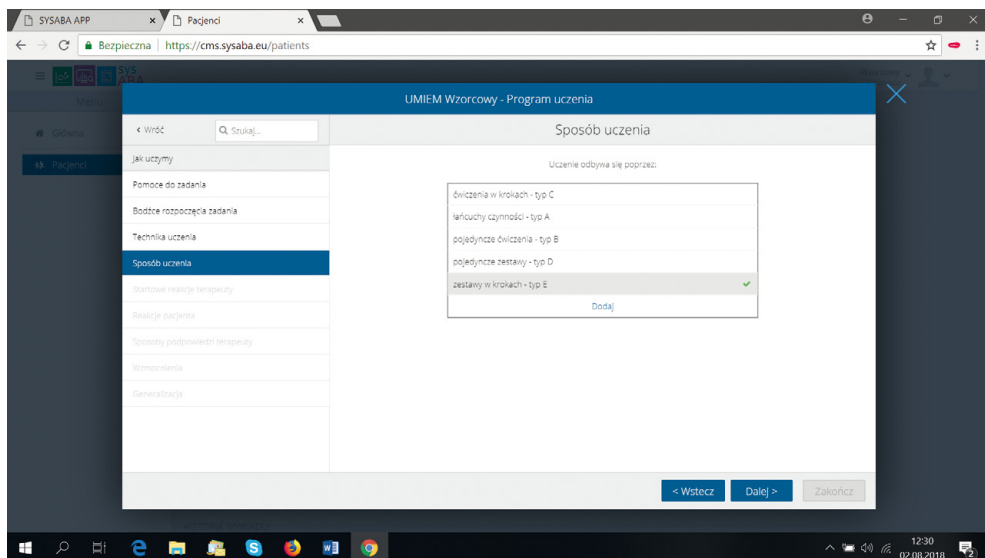 SYSABA APP
Pacjenci
Bezpieczna https://cms.sysaba.eu/patients
SYS
ABA
Menu
Główna
Pacjenci
UMIEM Wzorcowy - Program uczenia
< Wróć
Szukaj...
Sposób uczenia
Jak uczymy
Pomoce do zadania
Bodźce rozpoczęcia zadania
Technika uczenia
Sposób uczenia
Startowe reakcje terapeuty
Reakcje pacjenta
Sposoby podpowiedzi terapeuty
Wzmocnienia
Generalizacja
Uczenie odbywa się poprzez:
ćwiczenia w krokach - typ C
łańcuchy czynności - typ A
pojedyncze ćwiczenia - typ B
pojedyncze zestawy - typ D
zestawy w krokach - typ E
Dodaj
< Wstecz
Dalej >
Zakończ
12:30
02.08.2018